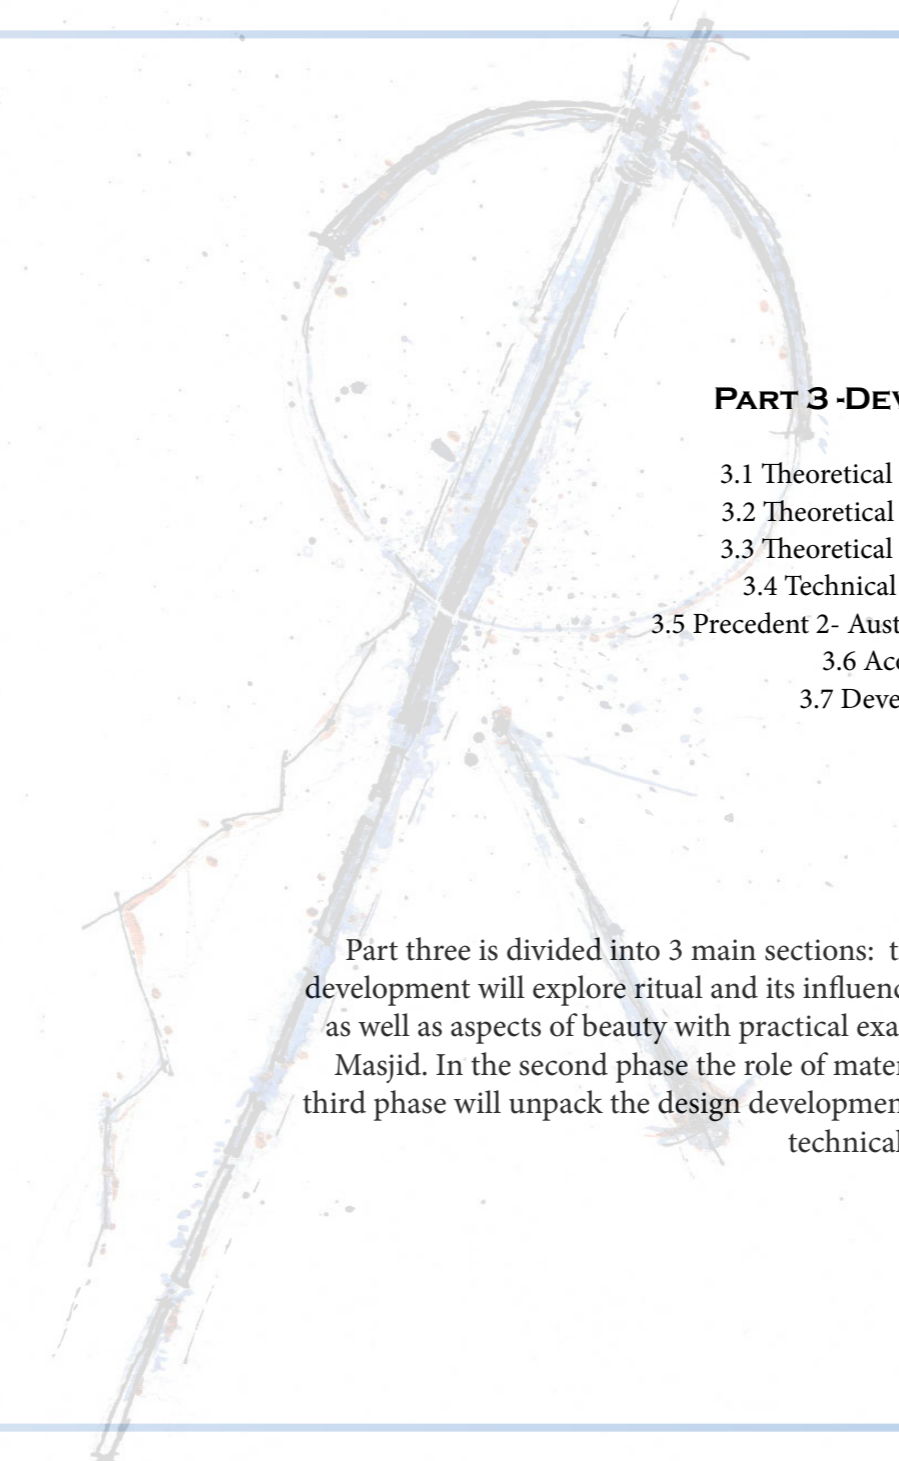 PART 3 -DEV
3.1 Theoretical
3.2 Theoretical
3.3 Theoretical
3.4 Technical
3.5 Precedent 2- Aust
3.6 Acc
3.7 Deve
Part three is divided into 3 main sections: t
development will explore ritual and its influenc
as well as aspects of beauty with practical exa
Masjid. In the second phase the role of mater
third phase will unpack the design developmen
technical